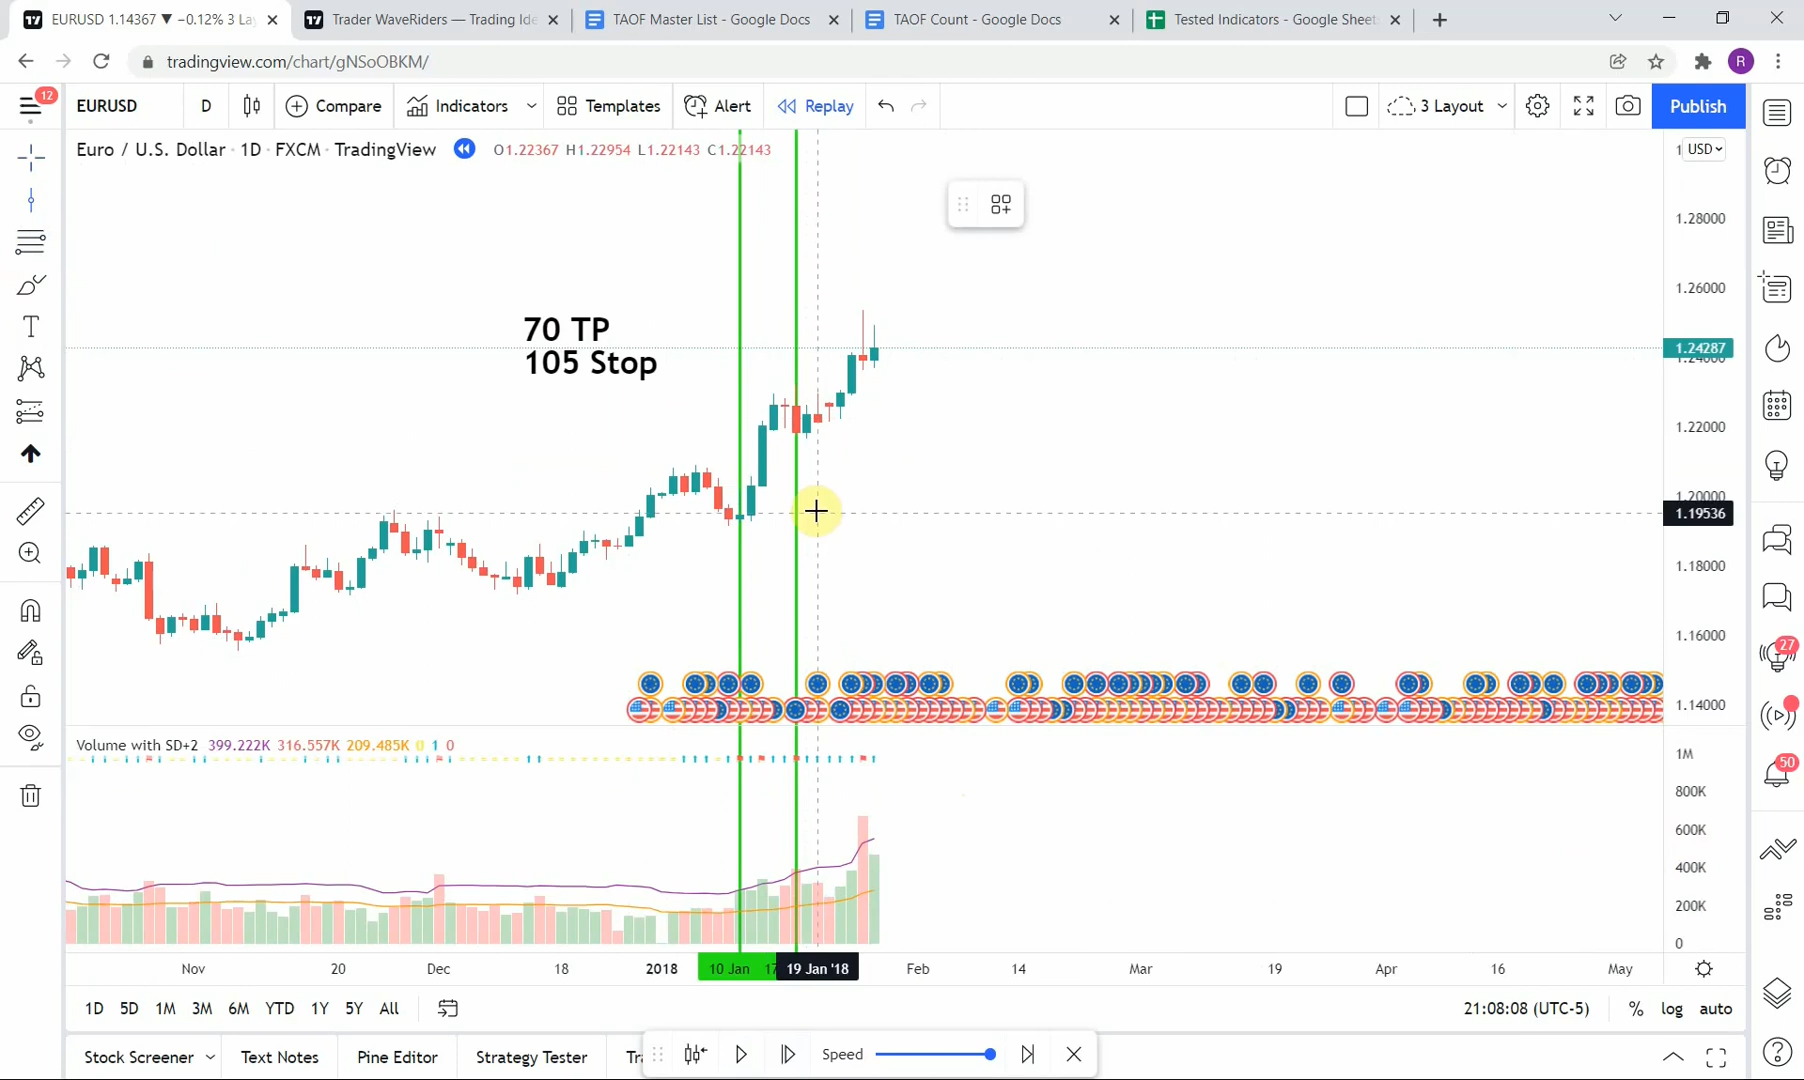 EURUSD 1.14367 ▼ −0.12% 3 La
Trader WaveRiders — Trading Ide
TAOF Master List - Google Docs
TAOF Count - Google Docs
Tested Indicators - Google Sheet
tradingview.com/chart/gNSoOBKM/
R
12
EURUSD
D
Compare
Indicators
Templates
Alert
Replay
3 Layout
Publish
Euro / U.S. Dollar · 1D · FXCM · TradingView
O1.22367 H1.22954 L1.22143 C1.22143
USD
1.28000
1.26000
1.24287
1.24000
1.22000
1.20000
1.19536
1.18000
1.16000
1.14000
70 TP
105 Stop
27
50
Volume with SD+2 399.222K 316.557K 209.485K 0 1 0
1M
800K
600K
400K
200K
0
Nov
20
Dec
18
2018
10 Jan
17
19 Jan '18
Feb
14
Mar
19
Apr
16
May
1D 5D 1M 3M 6M YTD 1Y 5Y All
21:08:08 (UTC-5)
% log auto
Stock Screener
Text Notes
Pine Editor
Strategy Tester
Speed